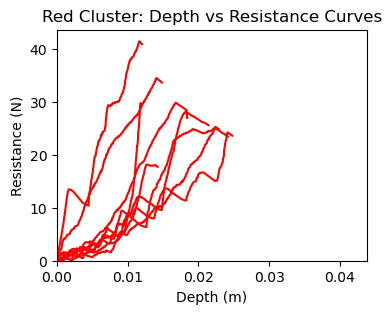 Red Cluster: Depth vs Resistance Curves
Resistance (N)
40
30
20
10
0
0.00 0.01 0.02 0.03 0.04
Depth (m)